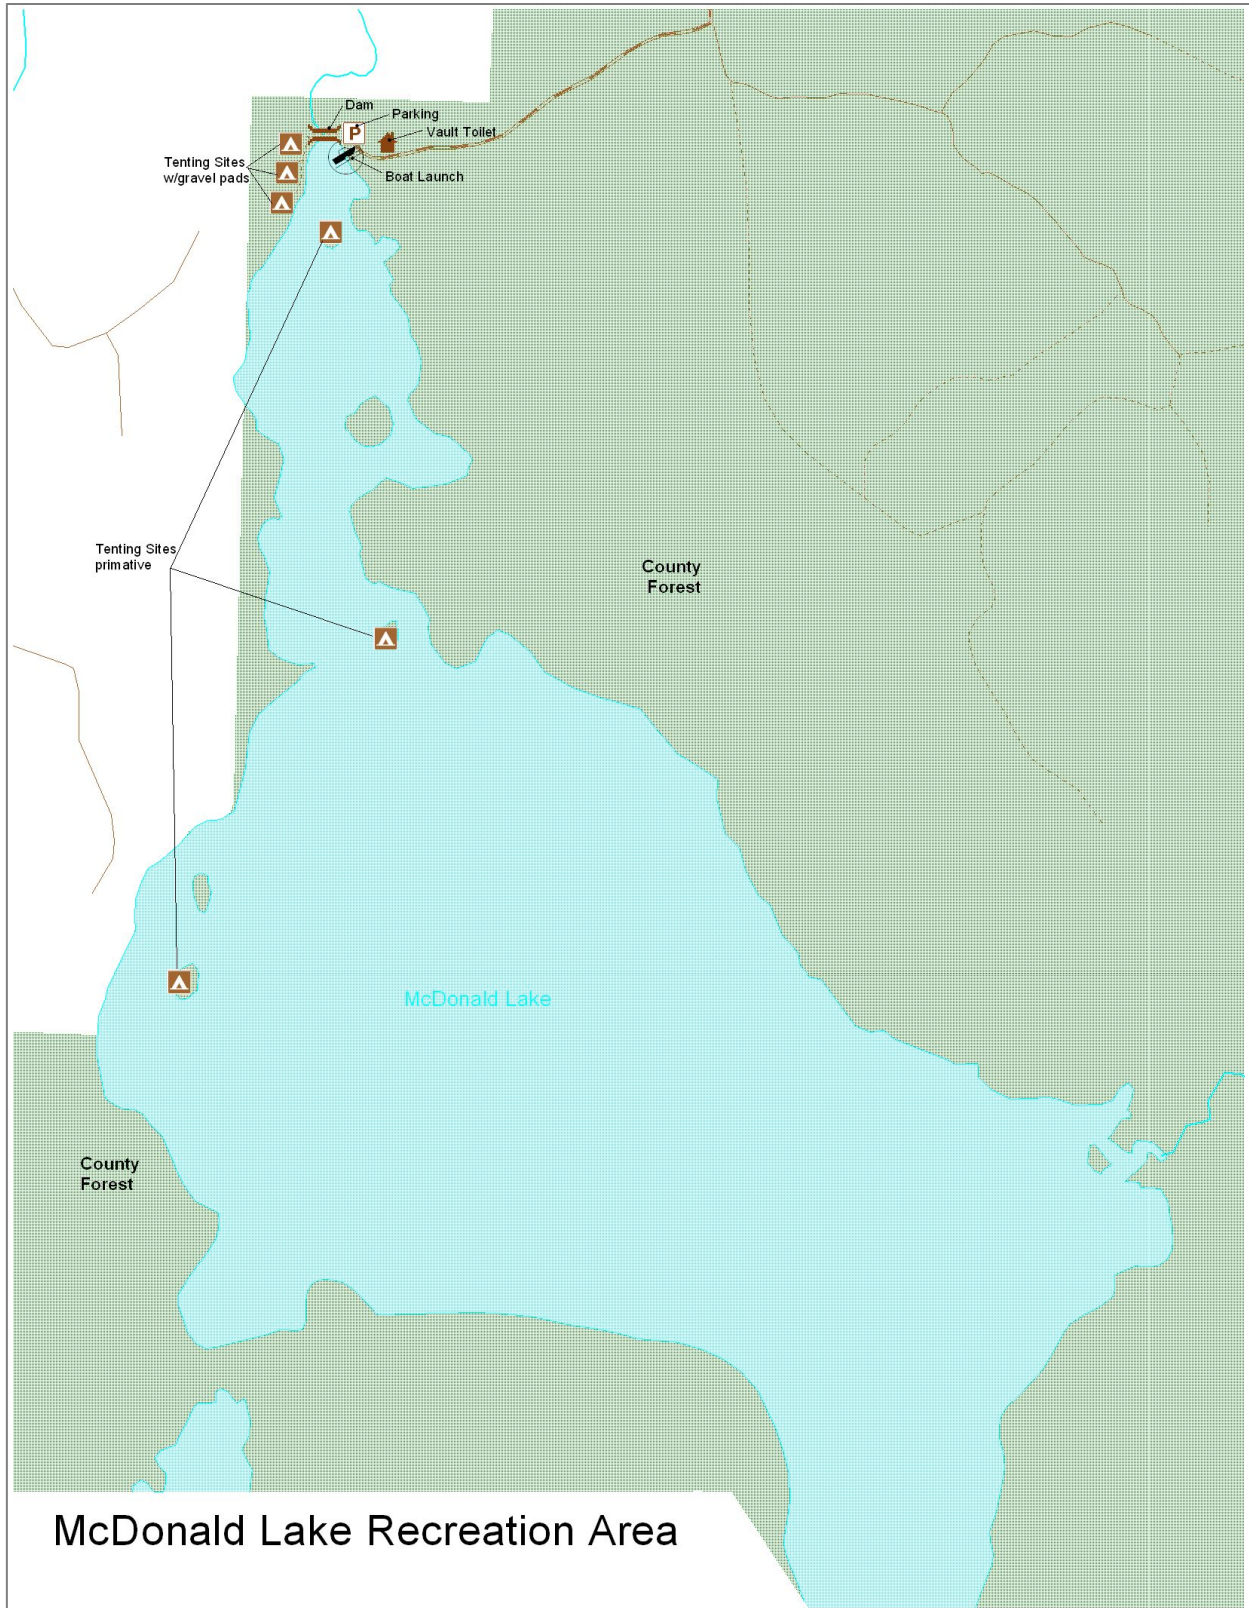 Dam
Parking
P
Vault Toilet
Tenting Sites
w/gravel pads
Boat Launch
Tenting Sites
primative
County
Forest
McDonald Lake
County
Forest
McDonald Lake Recreation Area